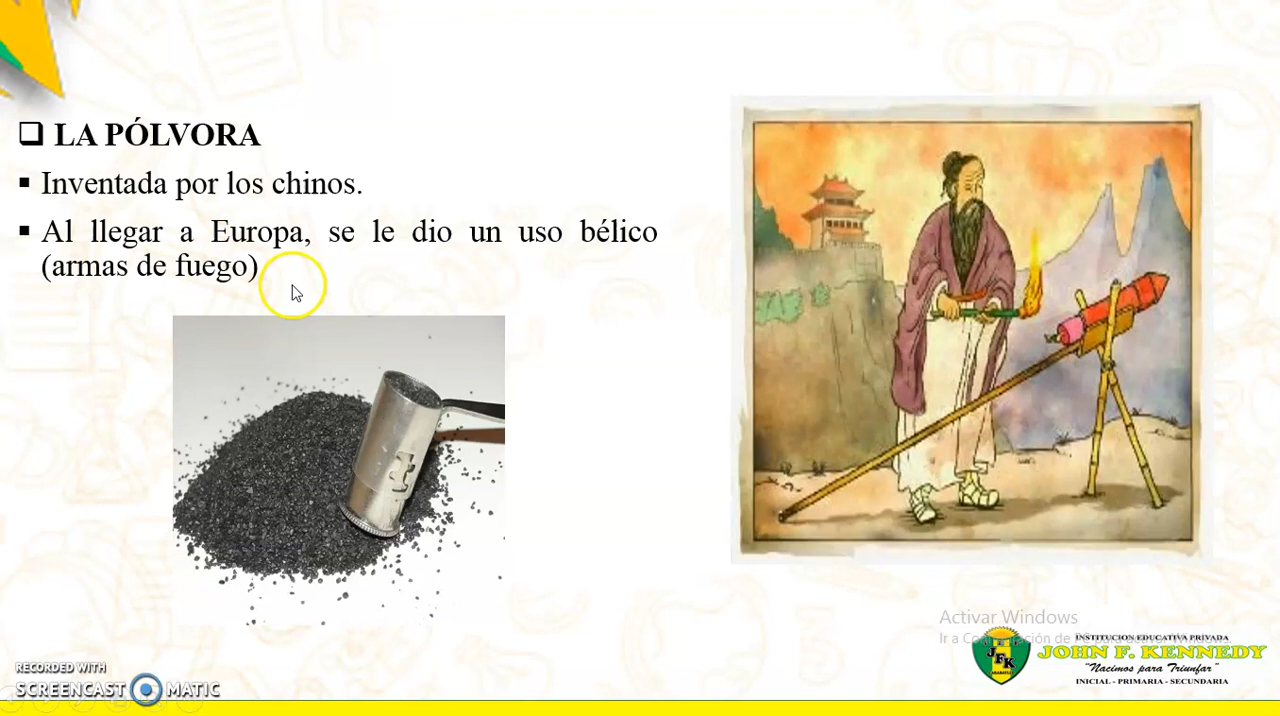 LA PÓLVORA
Inventada por los chinos.
Al llegar a Europa, se le dio un uso bélico
(armas de fuego)
Activar Windows
INSTITUCION EDUCATIVA PRIVADA
JFK
JOHN F. KENNEDY
"Nacimos para Triunfar"
INICIAL - PRIMARIA - SECUNDARIA
RECORDED WITH
SCREENCAST MATIC